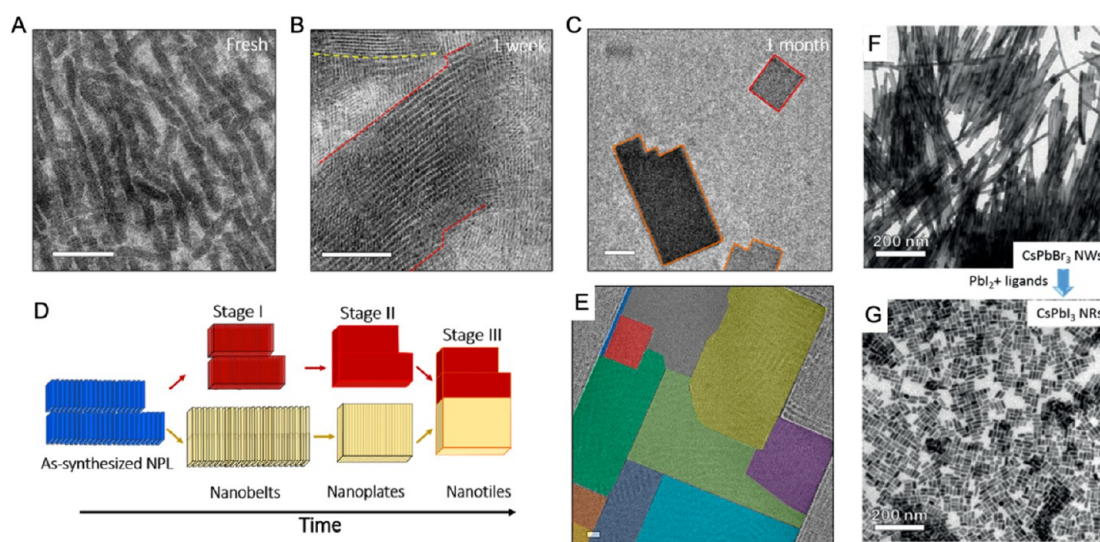 A
Fresh
B
1 week
C
1 month
F
200 nm
CsPbBr₃ NWs
PbI₂+ ligands
CsPbI₃ NRs
D
Stage I
Stage II
Stage III
As-synthesized NPL
Nanobelts
Nanoplates
Nanotiles
Time
E
G
200 nm